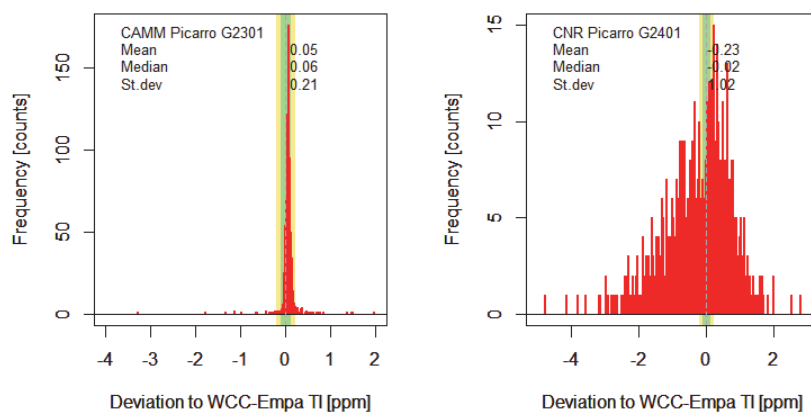 CAMM Picarro G2301
Mean 0.05
Median 0.06
St.dev 0.21
Frequency [counts]
150
100
50
0
-4 -3 -2 -1 0 1 2
Deviation to WCC-Empa TI [ppm]
CNR Picarro G2401
Mean -0.23
Median -0.02
St.dev 1.02
Frequency [counts]
15
10
5
0
-4 -2 0 2
Deviation to WCC-Empa TI [ppm]